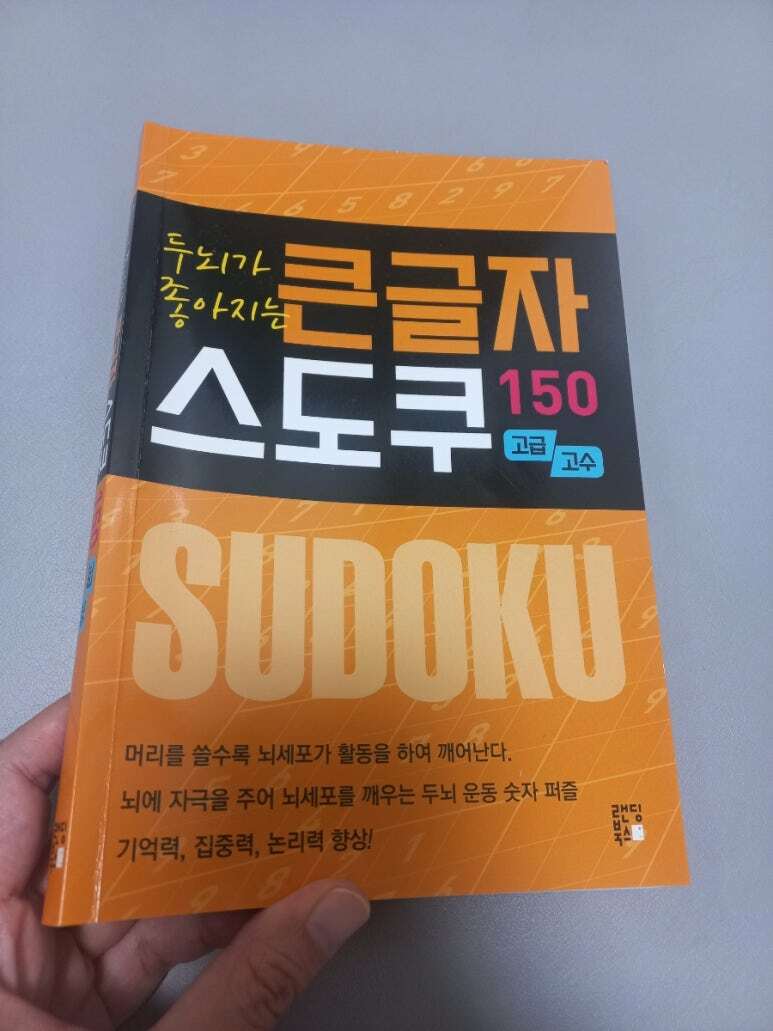 두뇌가
좋아지는
큰글자
스도쿠 150
고급 고수
SUDOKU
머리를 쓸수록 뇌세포가 활동을 하여 깨어난다.
뇌에 자극을 주어 뇌세포를 깨우는 두뇌 운동 숫자 퍼즐
기억력, 집중력, 논리력 향상!
랜딩
북스